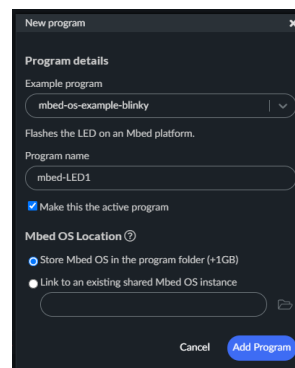 New program
Program details
Example program
mbed-os-example-blinky
Flashes the LED on an Mbed platform.
Program name
mbed-LED1
Make this the active program
Mbed OS Location ?
Store Mbed OS in the program folder (+1GB)
Link to an existing shared Mbed OS instance
Cancel Add Program